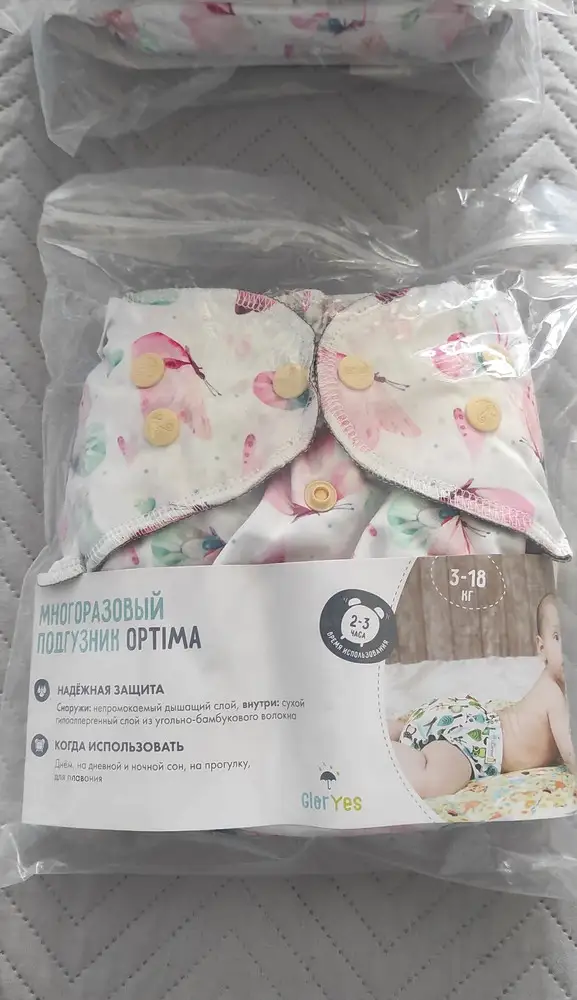 МНОГОРАЗОВЫЙ
ПОДГУЗНИК OPTIMA
НАДЁЖНАЯ ЗАЩИТА
Снаружи: непромокаемый дышащий слой, внутри: сухой
гипоаллергенный слой из угольно-бамбукового волокна
КОГДА ИСПОЛЬЗОВАТЬ
Днём, на дневной и ночной сон, на прогулку,
для плавания
2-3
ЧАСА
ВРЕМЯ ИСПОЛЬЗОВАНИЯ
3-18
КГ
GlorYes